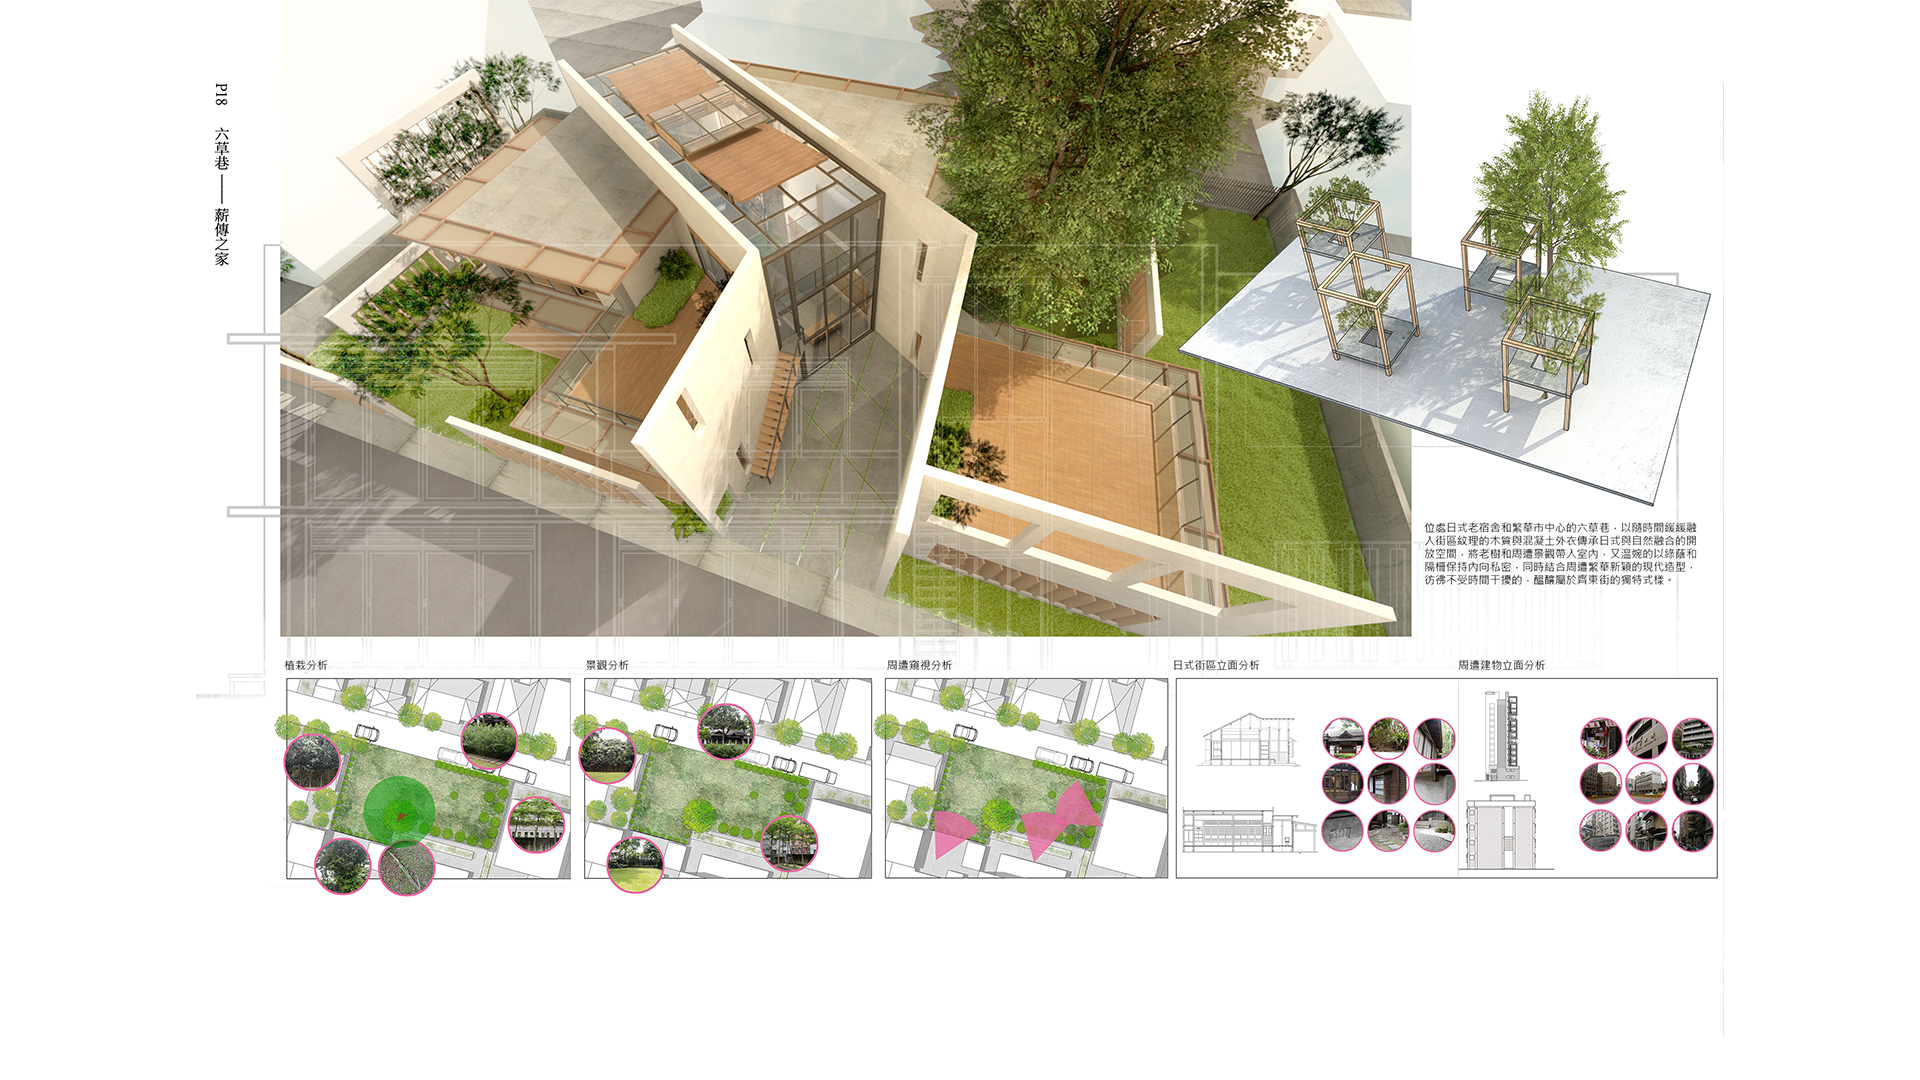 P18 六草巷——薪傳之家
位處日式老宿舍和繁華市中心的六草巷，以隨時間緩緩融
人街區紋理的木質與混凝土外衣傳承日式與自然融合的開
放空間，將老樹和周遭景觀帶人室內，又溫婉的以綠蔭和
隔柵保持內向私密，同時結合周遭繁華新穎的現代造型，
彷彿不受時間干擾的，醞釀屬於齊東街的獨特式樣。
植栽分析
景觀分析
周遭窺視分析
日式街區立面分析
周遭建物立面分析